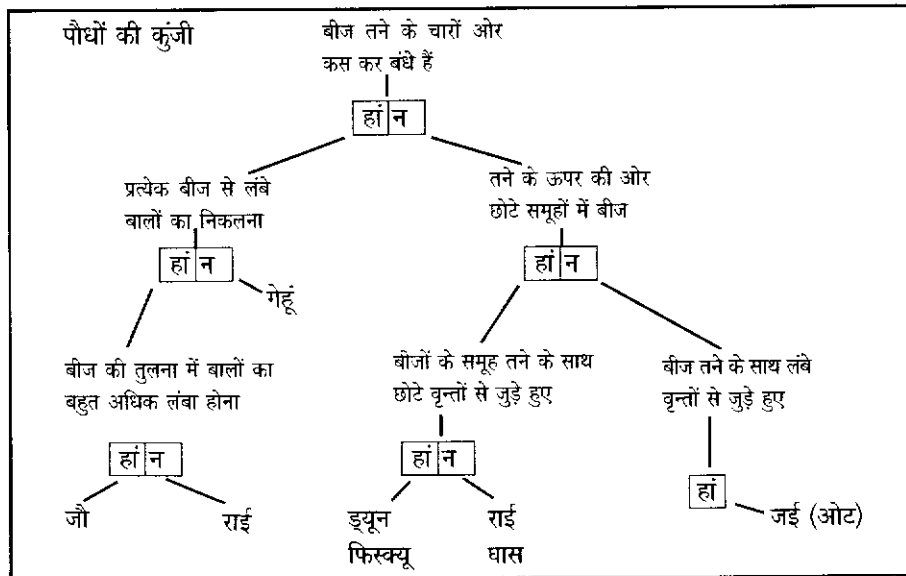 पौधों की कुंजी
बीज तने के चारों ओर
कस कर बंधे हैं
हां न
प्रत्येक बीज से लंबे
बालों का निकलना
हां न
गेहूं
तने के ऊपर की ओर
छोटे समूहों में बीज
हां न
बीज की तुलना में बालों का
बहुत अधिक लंबा होना
हां न
जौ
राई
बीजों के समूह तने के साथ
छोटे वृन्तों से जुड़े हुए
हां न
ड्यून
फिस्क्यू
राई
घास
बीज तने के साथ लंबे
वृन्तों से जुड़े हुए
हां
जई (ओट)